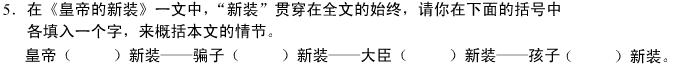 5．在《皇帝的新装》一文中，“新装”贯穿在全文的始终，请你在下面的括号中
各填入一个字，来概括本文的情节。
皇帝（　　）新装——骗子（　　）新装——大臣（　　）新装——孩子（　　）新装。